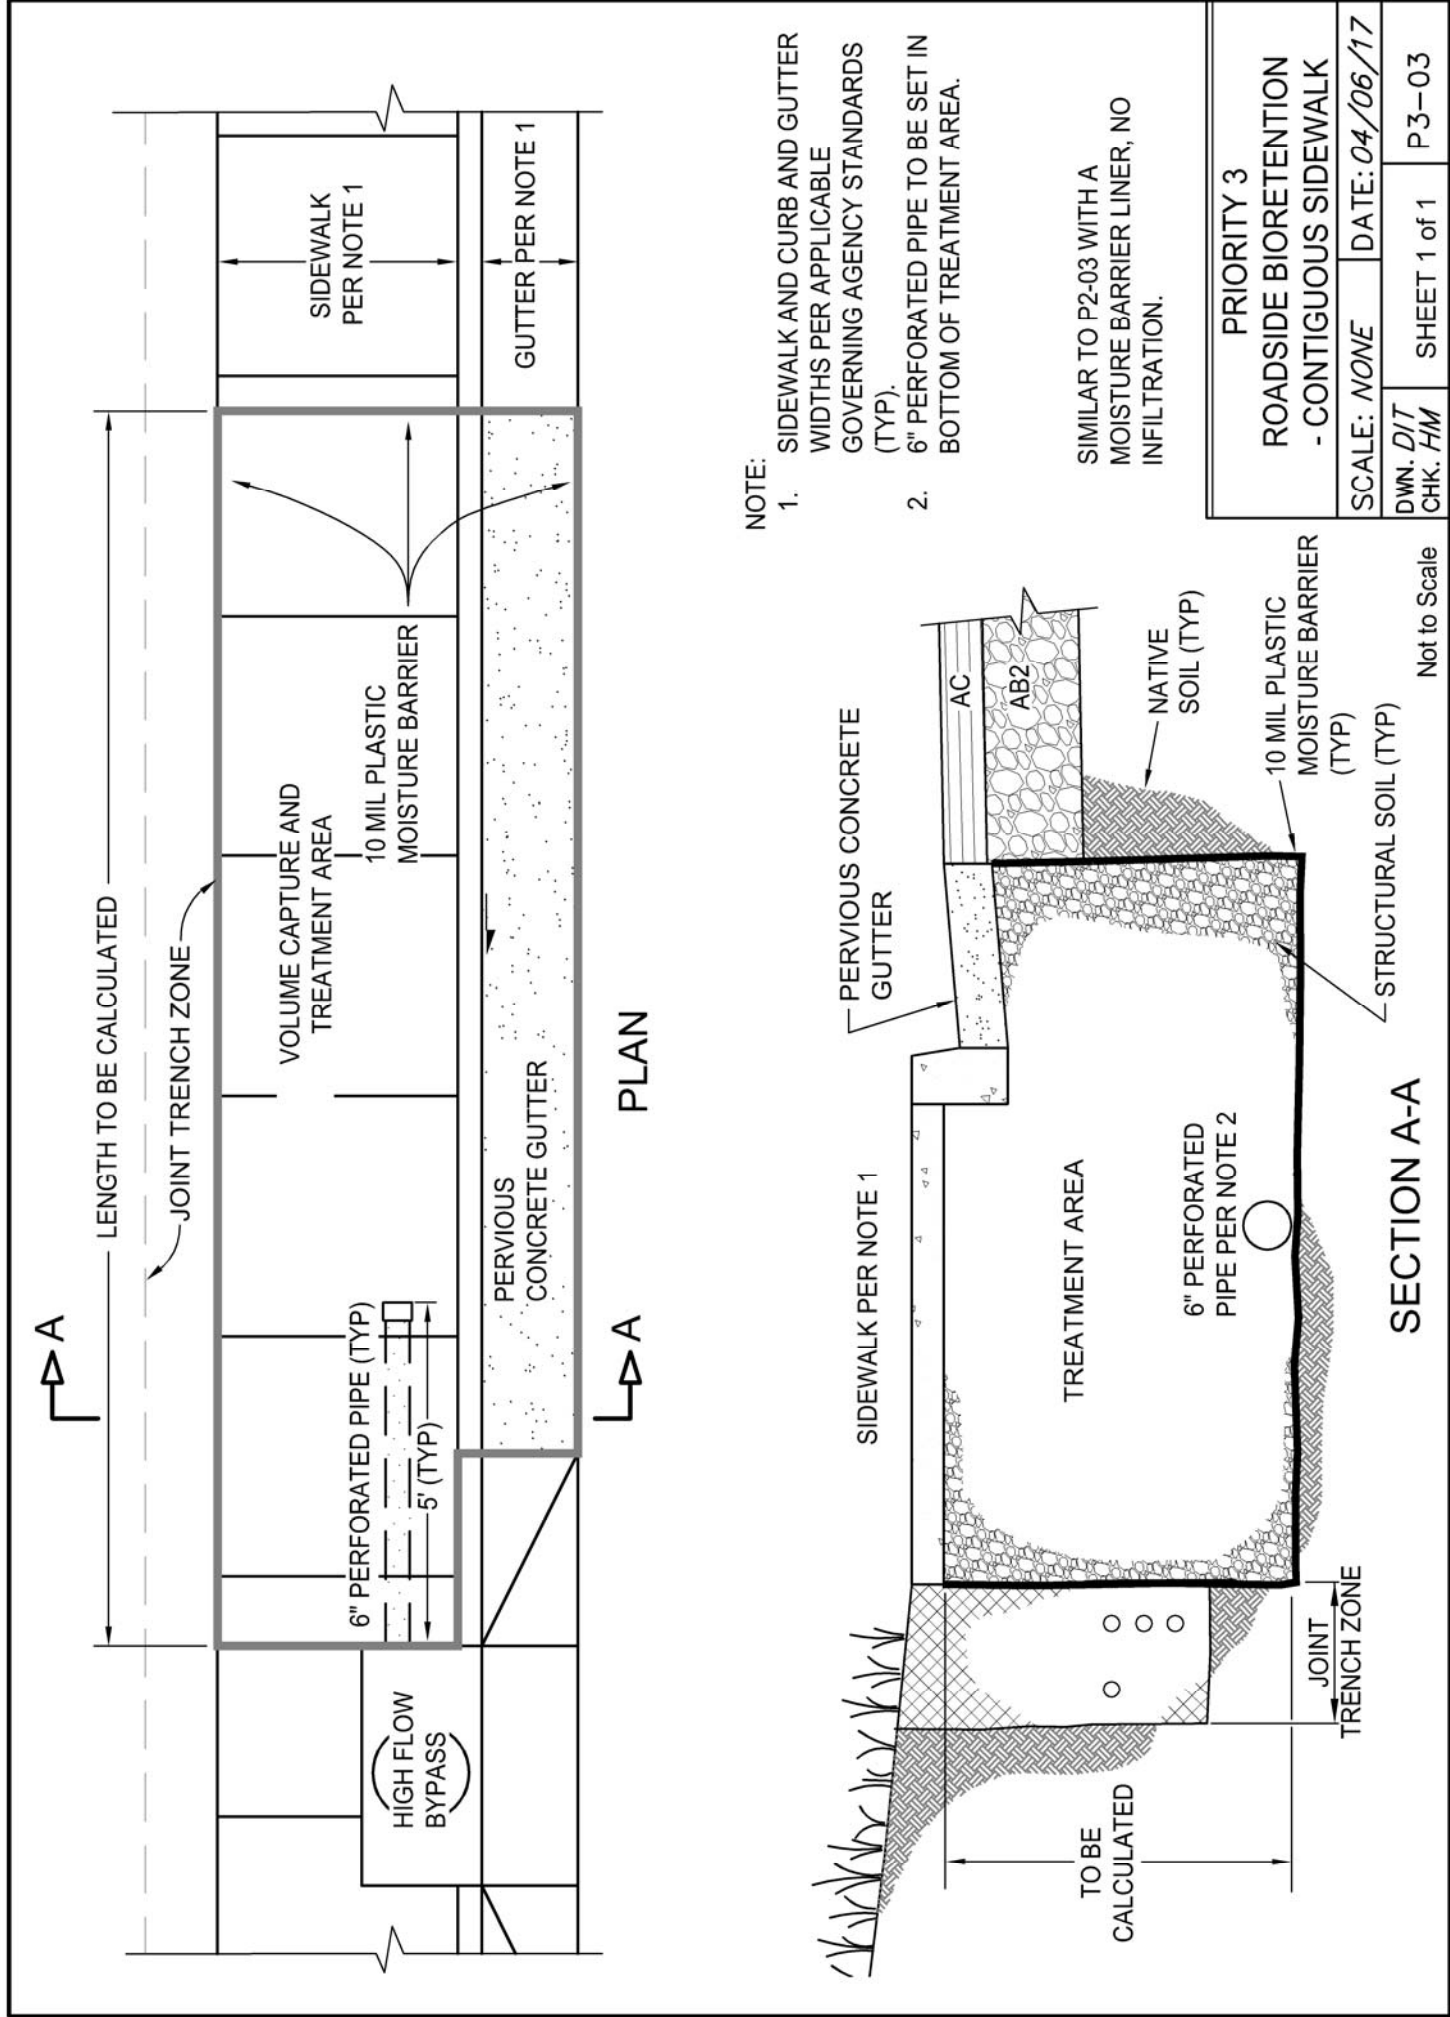 LENGTH TO BE CALCULATED
JOINT TRENCH ZONE
A
SIDEWALK
PER NOTE 1
VOLUME CAPTURE AND
TREATMENT AREA
10 MIL PLASTIC
MOISTURE BARRIER
6" PERFORATED PIPE (TYP)
5' (TYP)
HIGH FLOW
BYPASS
PERVIOUS
CONCRETE GUTTER
GUTTER PER NOTE 1
A
PLAN
NOTE:
1. SIDEWALK AND CURB AND GUTTER
WIDTHS PER APPLICABLE
GOVERNING AGENCY STANDARDS
(TYP).
2. 6" PERFORATED PIPE TO BE SET IN
BOTTOM OF TREATMENT AREA.
SIMILAR TO P2-03 WITH A
MOISTURE BARRIER LINER, NO
INFILTRATION.
SIDEWALK PER NOTE 1
PERVIOUS CONCRETE
GUTTER
AC
AB2
TREATMENT AREA
6" PERFORATED
PIPE PER NOTE 2
NATIVE
SOIL (TYP)
10 MIL PLASTIC
MOISTURE BARRIER
(TYP)
STRUCTURAL SOIL (TYP)
TO BE
CALCULATED
JOINT
TRENCH ZONE
SECTION A-A
Not to Scale
PRIORITY 3
ROADSIDE BIORETENTION
- CONTIGUOUS SIDEWALK
SCALE: NONE
DATE: 04/06/17
DWN. DIT
CHK. HM
SHEET 1 of 1
P3-03